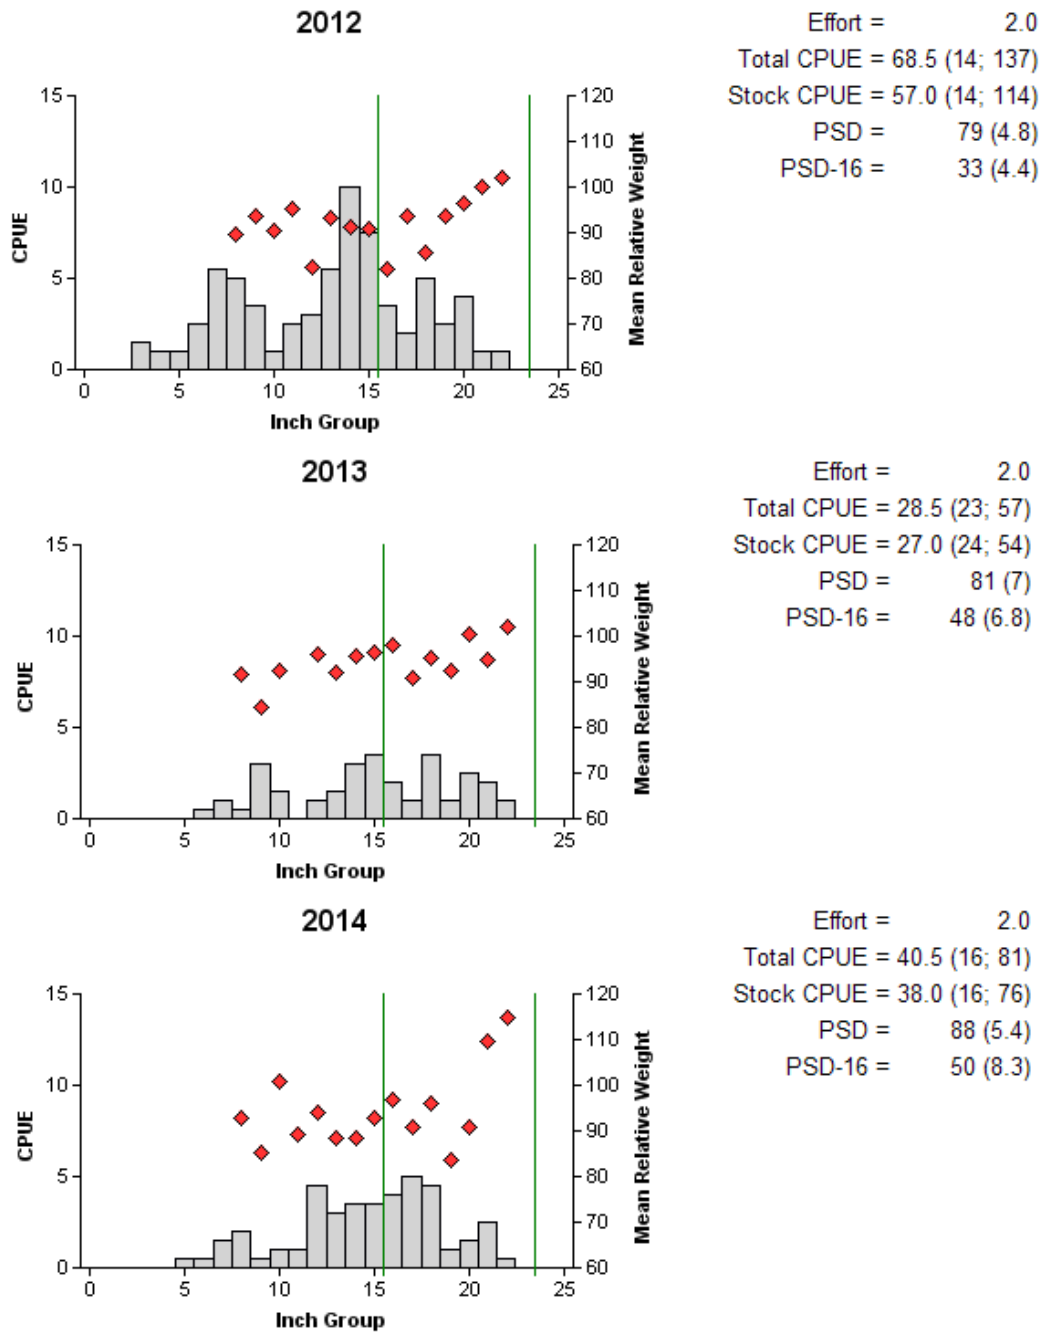 2012
Effort = 2.0
Total CPUE = 68.5 (14; 137)
Stock CPUE = 57.0 (14; 114)
PSD = 79 (4.8)
PSD-16 = 33 (4.4)
15
10
5
0
CPUE
120
110
100
90
80
70
60
Mean Relative Weight
0 5 10 15 20 25
Inch Group
2013
Effort = 2.0
Total CPUE = 28.5 (23; 57)
Stock CPUE = 27.0 (24; 54)
PSD = 81 (7)
PSD-16 = 48 (6.8)
15
10
5
0
CPUE
120
110
100
90
80
70
60
Mean Relative Weight
0 5 10 15 20 25
Inch Group
2014
Effort = 2.0
Total CPUE = 40.5 (16; 81)
Stock CPUE = 38.0 (16; 76)
PSD = 88 (5.4)
PSD-16 = 50 (8.3)
15
10
5
0
CPUE
120
110
100
90
80
70
60
Mean Relative Weight
0 5 10 15 20 25
Inch Group